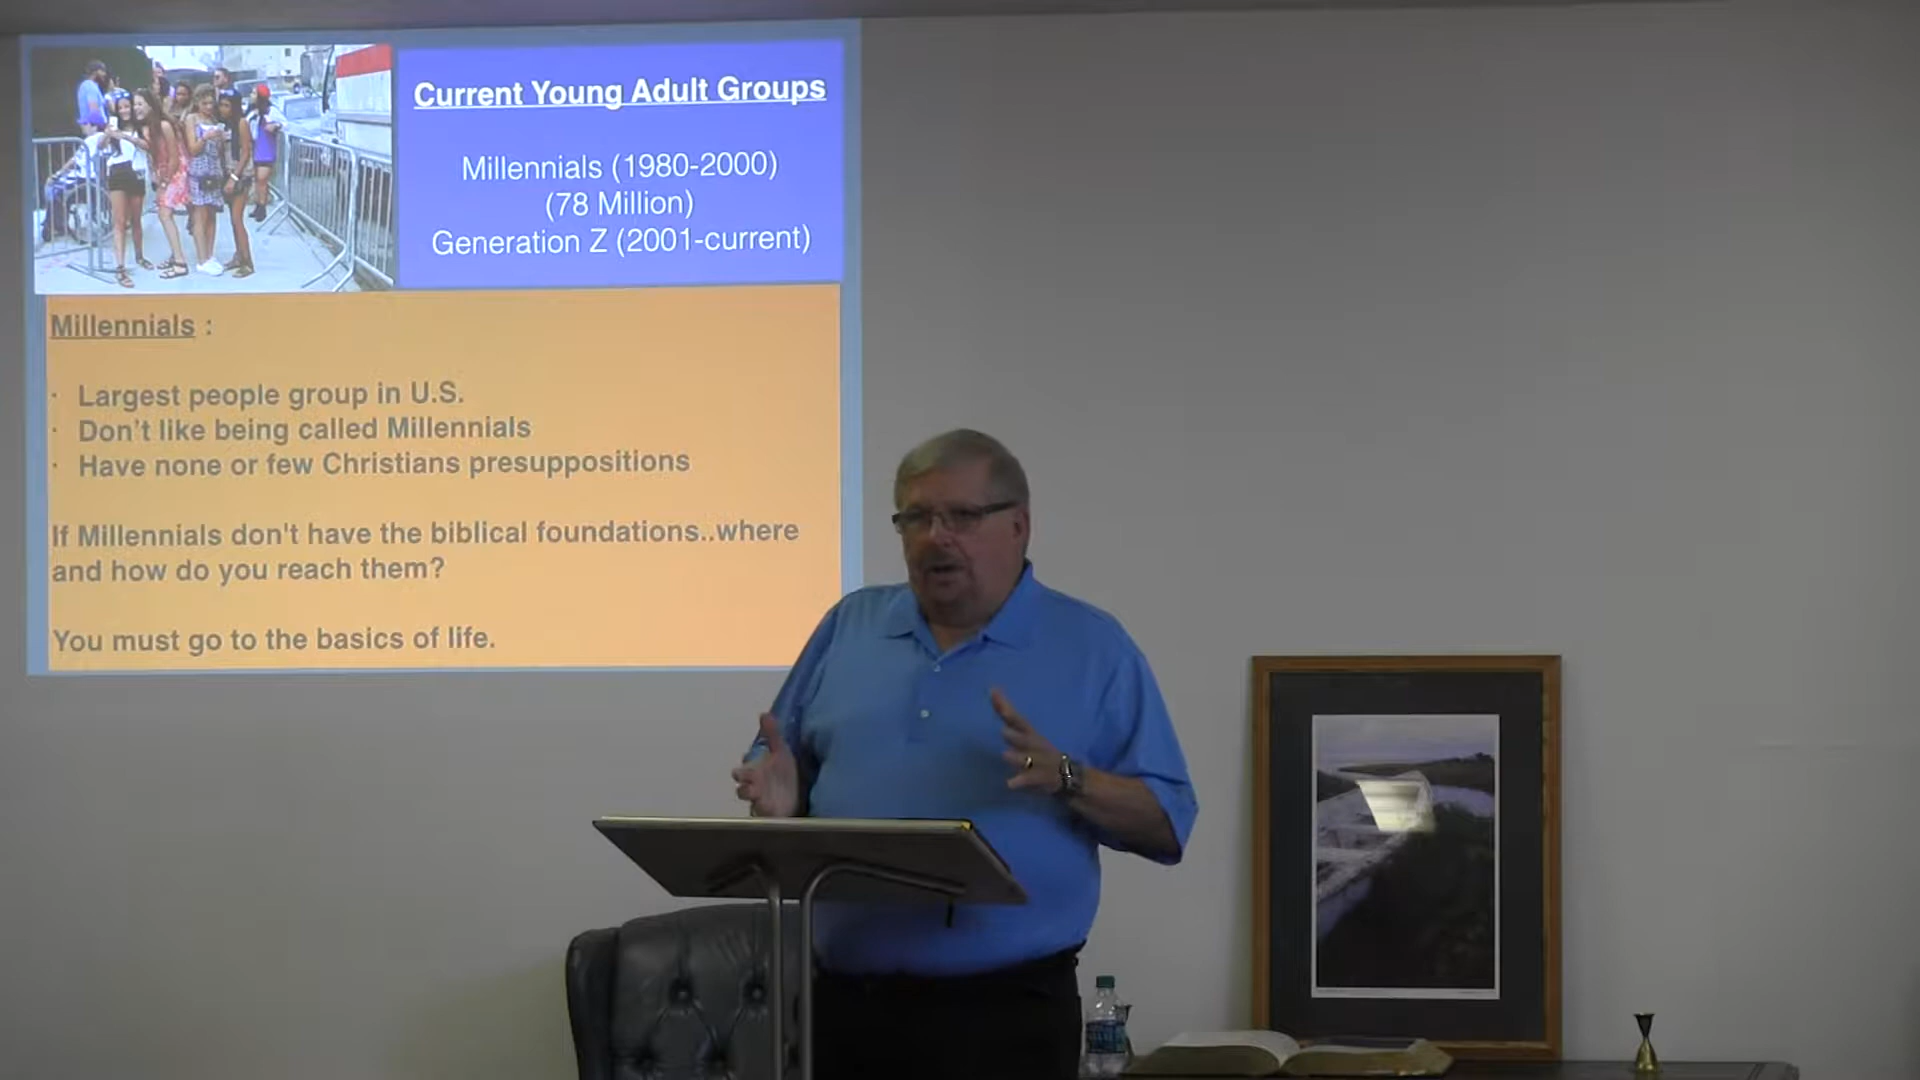 Current Young Adult Groups
Millennials (1980-2000)
(78 Million)
Generation Z (2001-current)
Millennials :
· Largest people group in U.S.
· Don't like being called Millennials
· Have none or few Christians presuppositions
If Millennials don't have the biblical foundations..where
and how do you reach them?
You must go to the basics of life.